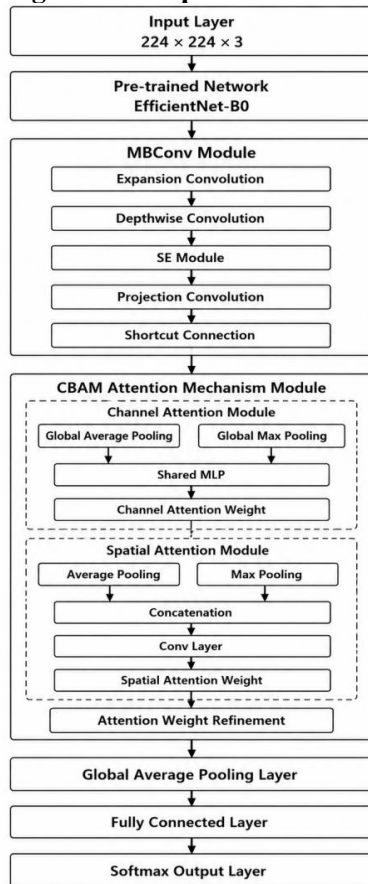 Input Layer
224 × 224 × 3
Pre-trained Network
EfficientNet-B0
MBConv Module
Expansion Convolution
Depthwise Convolution
SE Module
Projection Convolution
Shortcut Connection
CBAM Attention Mechanism Module
Channel Attention Module
Global Average Pooling
Global Max Pooling
Shared MLP
Channel Attention Weight
Spatial Attention Module
Average Pooling
Max Pooling
Concatenation
Conv Layer
Spatial Attention Weight
Attention Weight Refinement
Global Average Pooling Layer
Fully Connected Layer
Softmax Output Layer